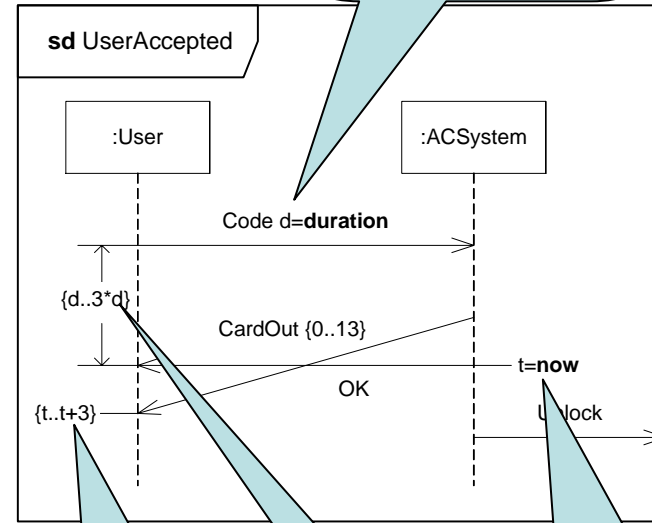 sd UserAccepted
:User
:ACSystem
Code d=duration
{d..3*d}
CardOut {0..13}
t=now
OK
{t..t+3}